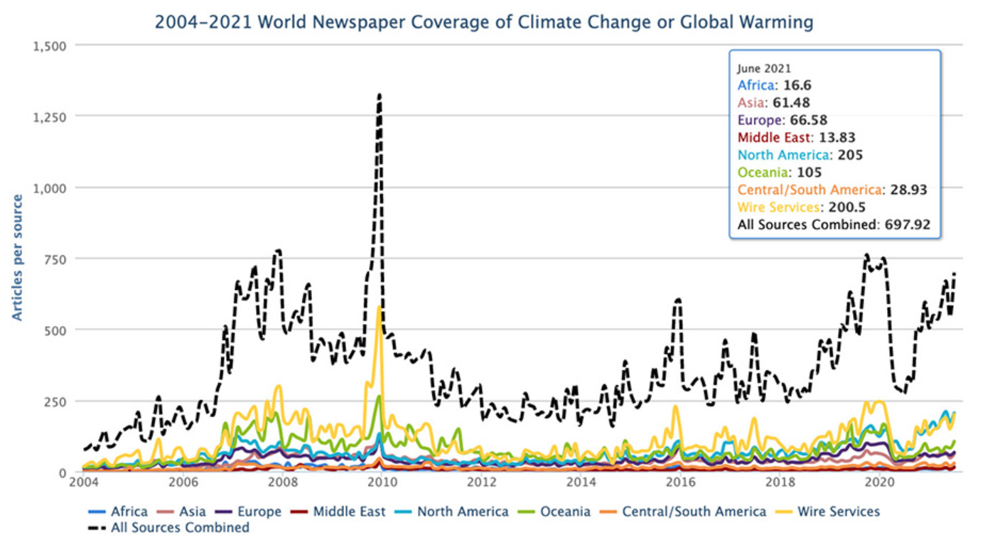 2004-2021 World Newspaper Coverage of Climate Change or Global Warming
Articles per source
1,500
1,250
1,000
750
500
250
0
June 2021
Africa: 16.6
Asia: 61.48
Europe: 66.58
Middle East: 13.83
North America: 205
Oceania: 105
Central/South America: 28.93
Wire Services: 200.5
All Sources Combined: 697.92
2004 2006 2008 2010 2012 2014 2016 2018 2020
Africa Asia Europe Middle East North America Oceania Central/South America Wire Services
All Sources Combined